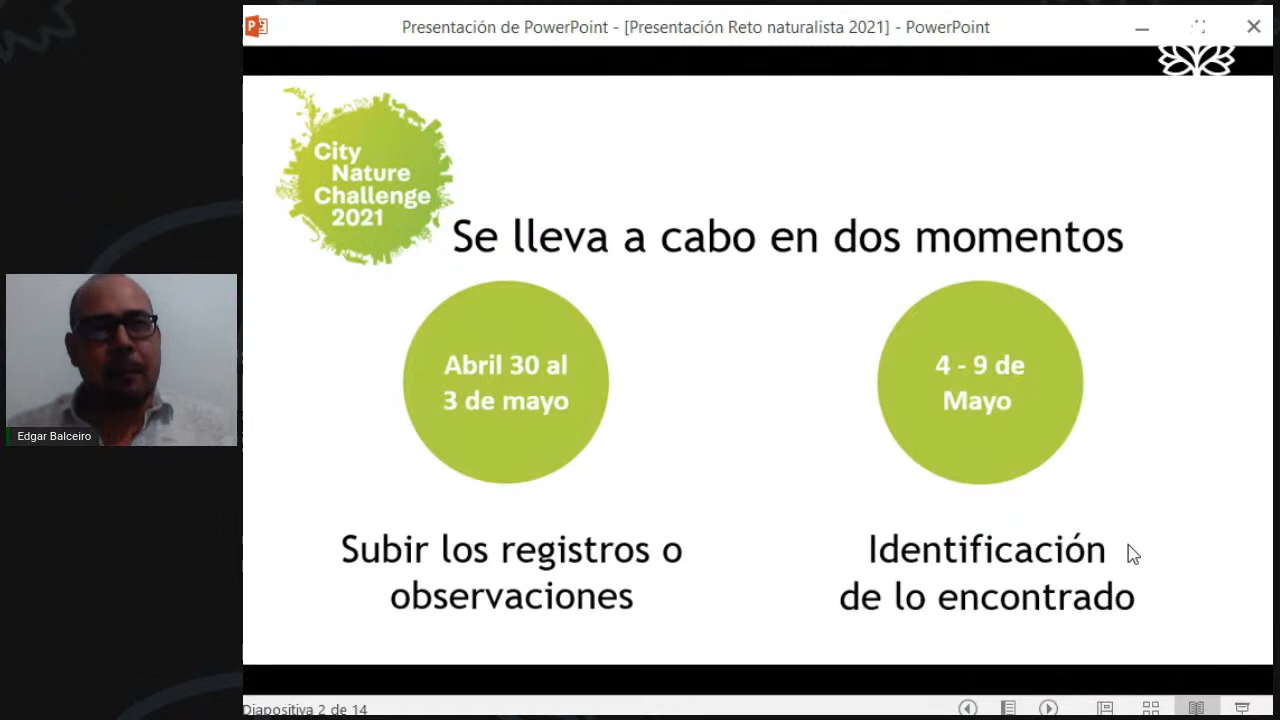 Presentación de PowerPoint - [Presentación Reto naturalista 2021] - PowerPoint
City
Nature
Challenge
2021
Se lleva a cabo en dos momentos
Abril 30 al
3 de mayo
4 - 9 de
Mayo
Subir los registros o
observaciones
Identificación
de lo encontrado
Edgar Balceiro
Diapositiva 2 de 14